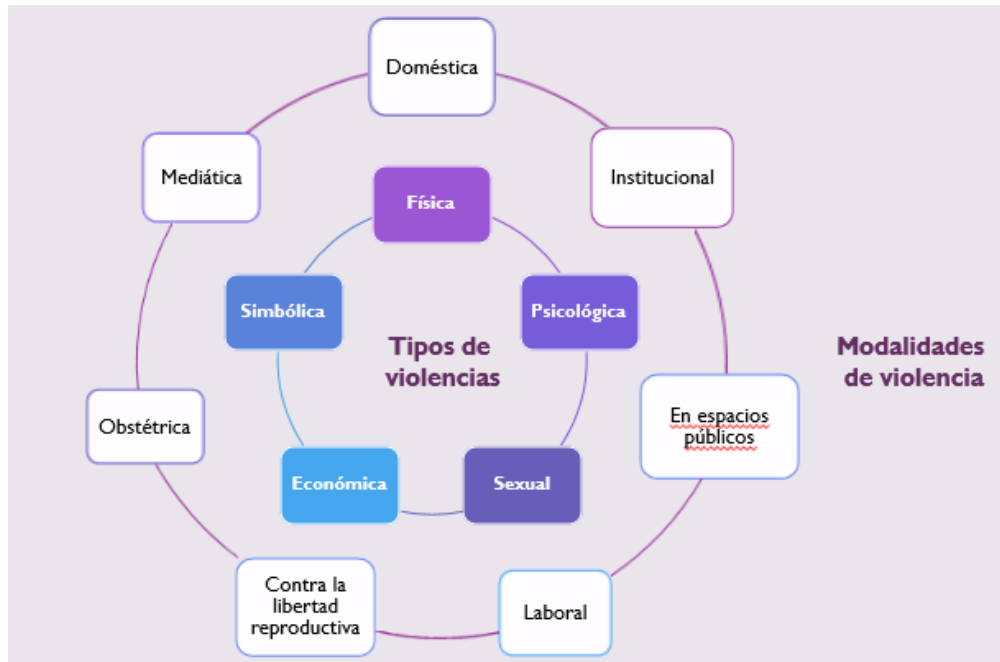 Doméstica
Mediática
Institucional
Física
Simbólica
Psicológica
Tipos de
violencias
Modalidades
de violencia
Obstétrica
En espacios
públicos
Económica
Sexual
Contra la
libertad
reproductiva
Laboral